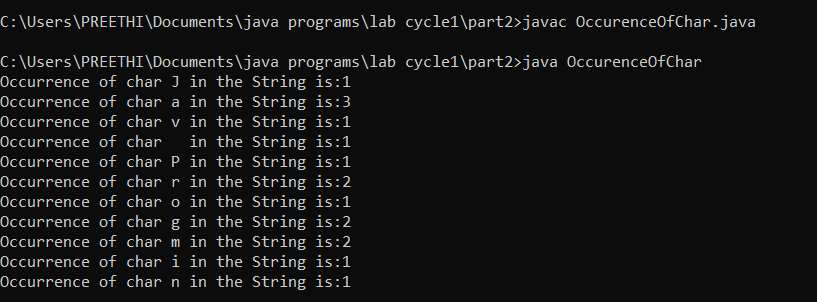 C:\Users\PREETHI\Documents\java programs\lab cycle1\part2>javac OccurenceOfChar.java
C:\Users\PREETHI\Documents\java programs\lab cycle1\part2>java OccurenceOfChar
Occurrence of char J in the String is:1
Occurrence of char a in the String is:3
Occurrence of char v in the String is:1
Occurrence of char   in the String is:1
Occurrence of char P in the String is:1
Occurrence of char r in the String is:2
Occurrence of char o in the String is:1
Occurrence of char g in the String is:2
Occurrence of char m in the String is:2
Occurrence of char i in the String is:1
Occurrence of char n in the String is:1